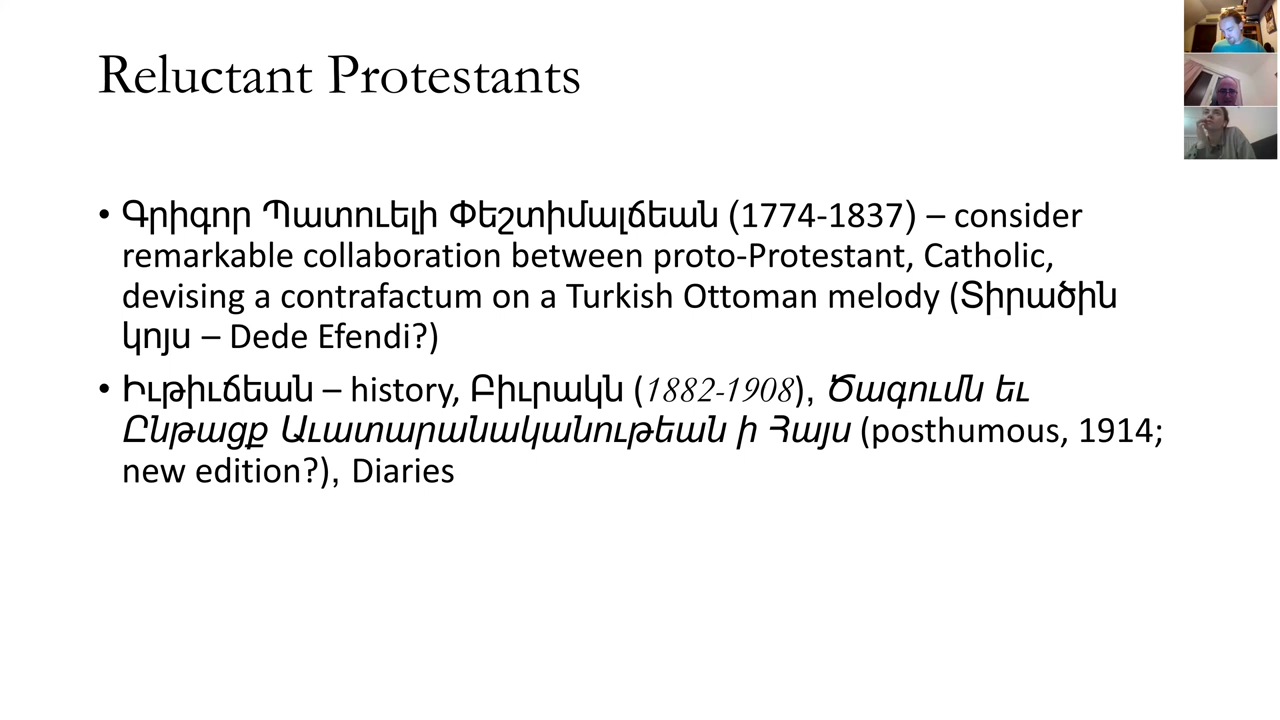 Reluctant Protestants
• Գրիգոր Պատուելի Փեշտիմալճեան (1774-1837) – consider
remarkable collaboration between proto-Protestant, Catholic,
devising a contrafactum on a Turkish Ottoman melody (Տիրածին
կոյս – Dede Efendi?)
• Իւթիւճեան – history, Բիւրակն (1882-1908), Ծագումն եւ
Ընթացք Աւատարանականութեան ի Հայս (posthumous, 1914;
new edition?), Diaries